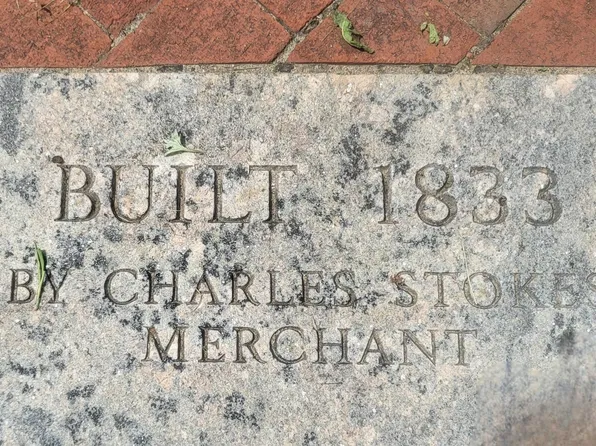 BUILT 1833
BY CHARLES STOKES
MERCHANT